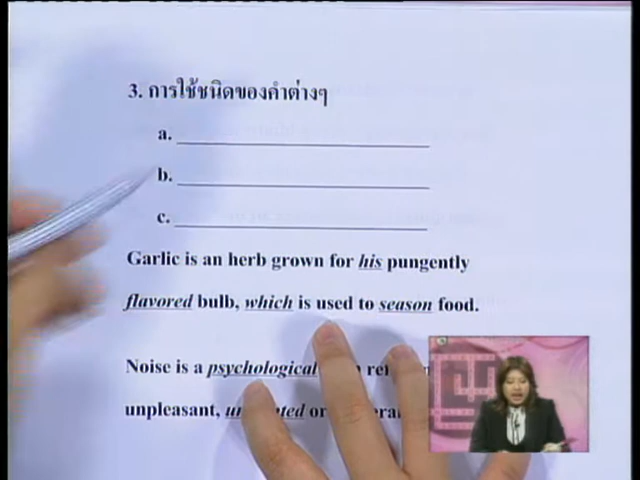 3. การใช้ชนิดของคำต่างๆ
a.
b.
c.
Garlic is an herb grown for his pungently
flavored bulb, which is used to season food.
Noise is a psychological
unpleasant, or